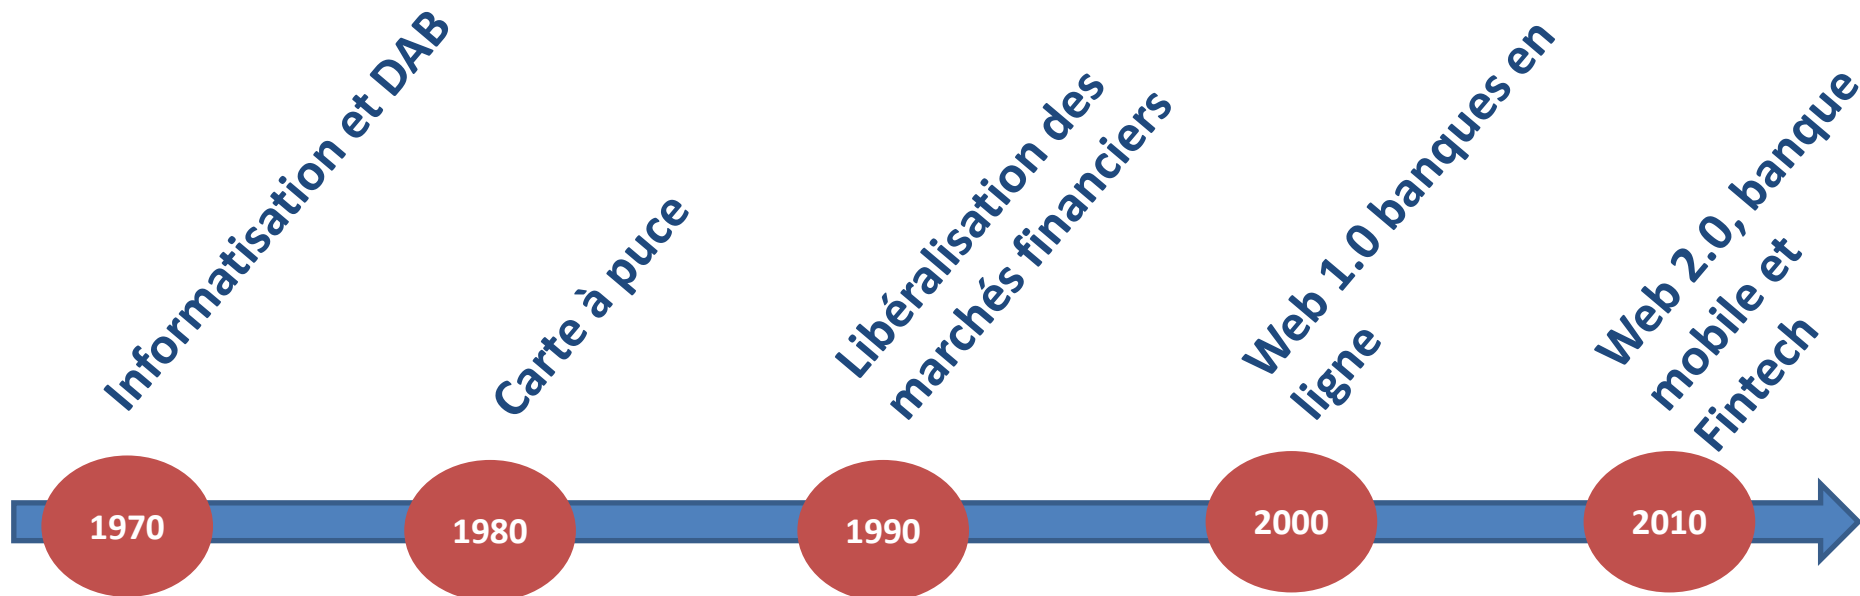 Informatisation et DAB
Carte à puce
Libéralisation des
marchés financiers
Web 1.0 banques en
ligne
Web 2.0, banque
mobile et
Fintech
1970
1980
1990
2000
2010